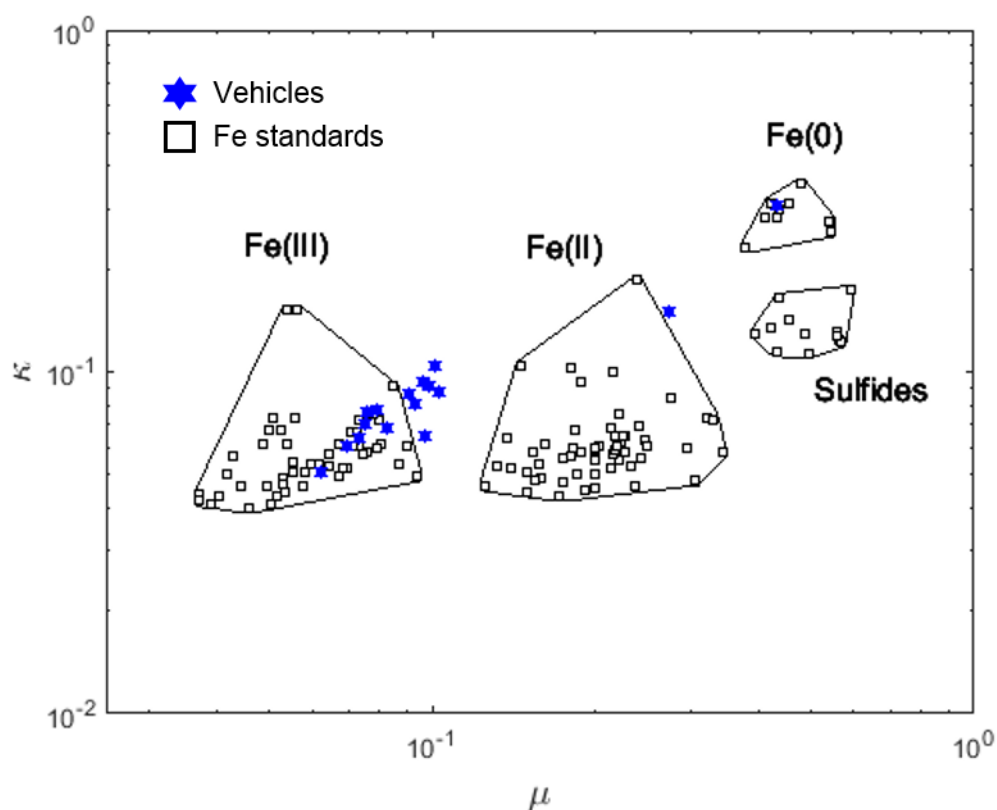 10^0
Vehicles
Fe standards
Fe(0)
Fe(III)
Fe(II)
κ
10^-1
Sulfides
10^-2
10^-1
10^0
μ